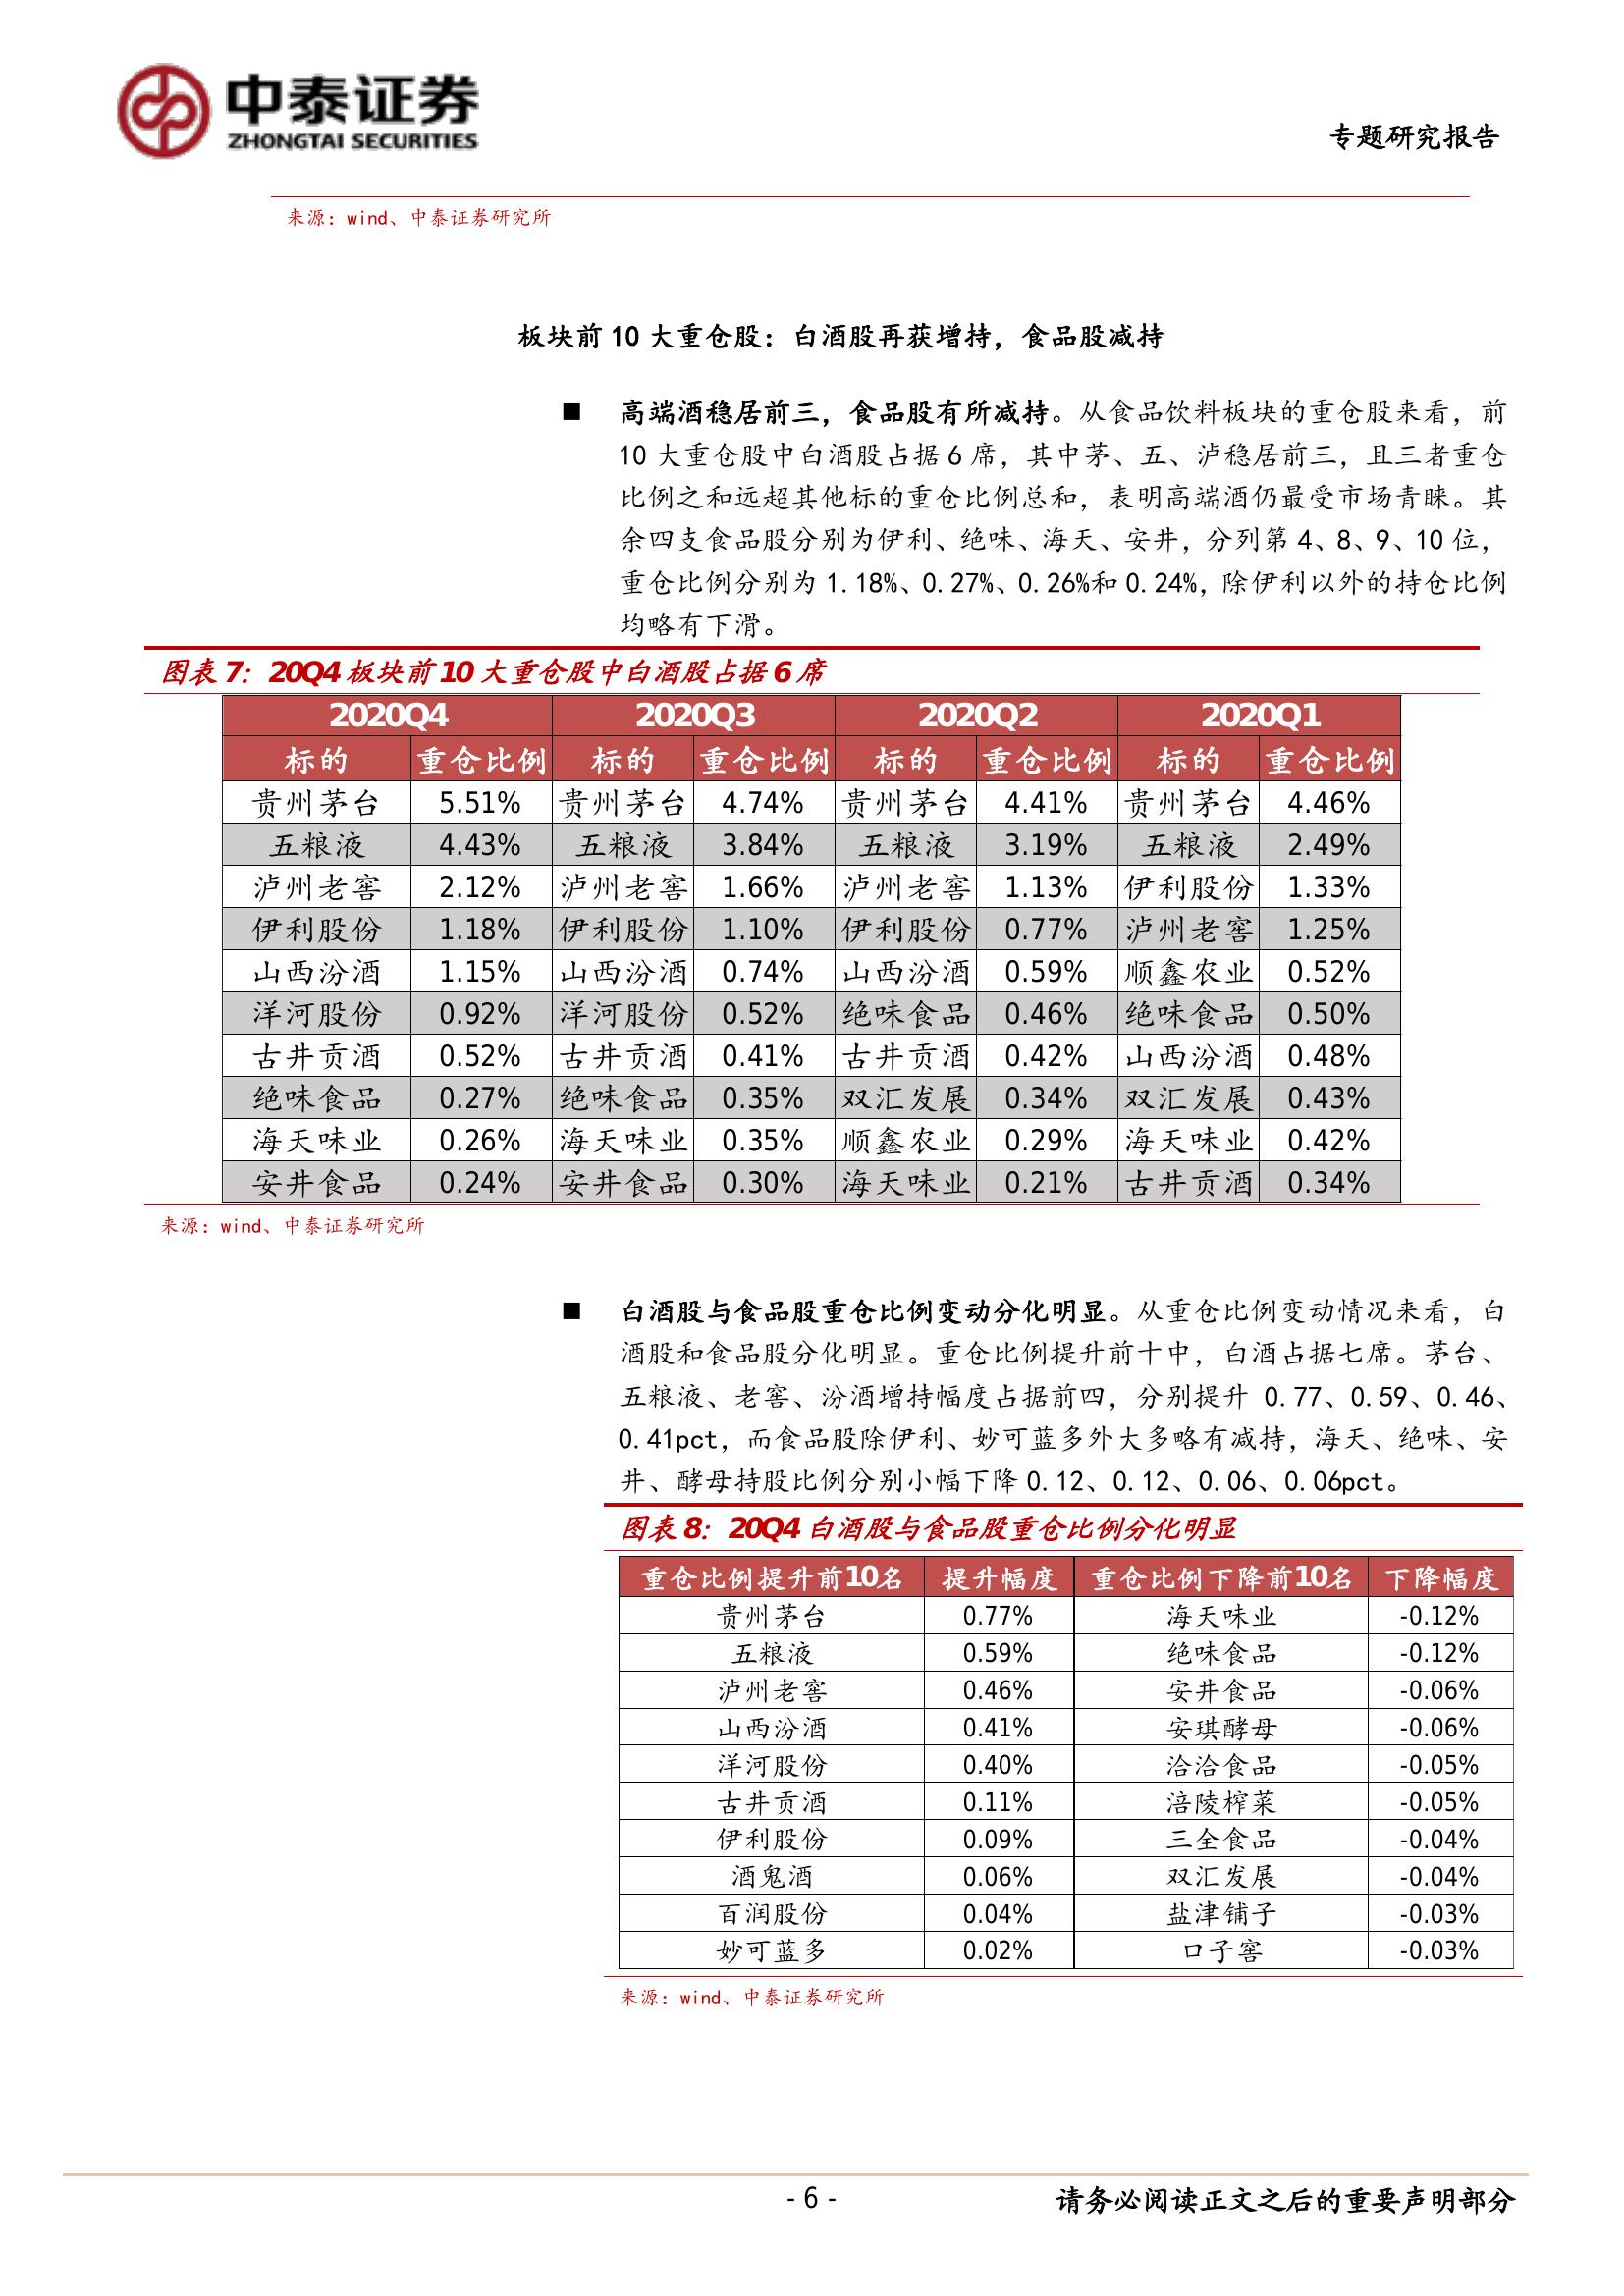 中泰证券
ZHONGTAI SECURITIES
专题研究报告
来源：wind、中泰证券研究所
板块前 10 大重仓股：白酒股再获增持，食品股减持
■ 高端酒稳居前三，食品股有所减持。从食品饮料板块的重仓股来看，前
10 大重仓股中白酒股占据 6 席，其中茅、五、泸稳居前三，且三者重仓
比例之和远超其他标的重仓比例总和，表明高端酒仍最受市场青睐。其
余四支食品股分别为伊利、绝味、海天、安井，分列第 4、8、9、10 位，
重仓比例分别为 1.18%、0.27%、0.26%和 0.24%，除伊利以外的持仓比例
均略有下滑。
图表 7：20Q4 板块前 10 大重仓股中白酒股占据 6 席
2020Q4 2020Q3 2020Q2 2020Q1
标的 重仓比例 标的 重仓比例 标的 重仓比例 标的 重仓比例
贵州茅台 5.51% 贵州茅台 4.74% 贵州茅台 4.41% 贵州茅台 4.46%
五粮液 4.43% 五粮液 3.84% 五粮液 3.19% 五粮液 2.49%
泸州老窖 2.12% 泸州老窖 1.66% 泸州老窖 1.13% 伊利股份 1.33%
伊利股份 1.18% 伊利股份 1.10% 伊利股份 0.77% 泸州老窖 1.25%
山西汾酒 1.15% 山西汾酒 0.74% 山西汾酒 0.59% 顺鑫农业 0.52%
洋河股份 0.92% 洋河股份 0.52% 绝味食品 0.46% 绝味食品 0.50%
古井贡酒 0.52% 古井贡酒 0.41% 古井贡酒 0.42% 山西汾酒 0.48%
绝味食品 0.27% 绝味食品 0.35% 双汇发展 0.34% 双汇发展 0.43%
海天味业 0.26% 海天味业 0.35% 顺鑫农业 0.29% 海天味业 0.42%
安井食品 0.24% 安井食品 0.30% 海天味业 0.21% 古井贡酒 0.34%
来源：wind、中泰证券研究所
■ 白酒股与食品股重仓比例变动分化明显。从重仓比例变动情况来看，白
酒股和食品股分化明显。重仓比例提升前十中，白酒占据七席。茅台、
五粮液、老窖、汾酒增持幅度占据前四，分别提升 0.77、0.59、0.46、
0.41pct，而食品股除伊利、妙可蓝多外大多略有减持，海天、绝味、安
井、酵母持股比例分别小幅下降 0.12、0.12、0.06、0.06pct。
图表 8：20Q4 白酒股与食品股重仓比例分化明显
重仓比例提升前10名 提升幅度 重仓比例下降前10名 下降幅度
贵州茅台 0.77% 海天味业 -0.12%
五粮液 0.59% 绝味食品 -0.12%
泸州老窖 0.46% 安井食品 -0.06%
山西汾酒 0.41% 安琪酵母 -0.06%
洋河股份 0.40% 洽洽食品 -0.05%
古井贡酒 0.11% 涪陵榨菜 -0.05%
伊利股份 0.09% 三全食品 -0.04%
酒鬼酒 0.06% 双汇发展 -0.04%
百润股份 0.04% 盐津铺子 -0.03%
妙可蓝多 0.02% 口子窖 -0.03%
来源：wind、中泰证券研究所
- 6 -
请务必阅读正文之后的重要声明部分